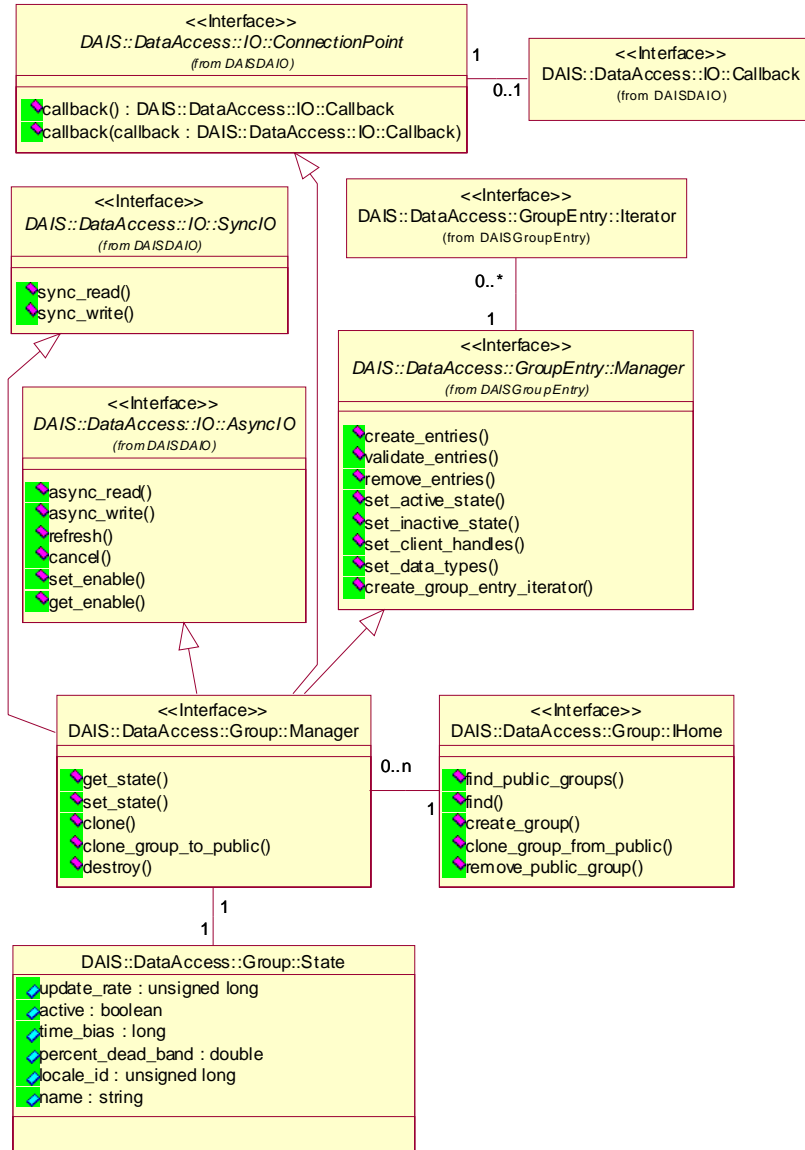 <<Interface>>
DAIS::DataAccess::IO::ConnectionPoint
(from DAISDAIO)
callback() : DAIS::DataAccess::IO::Callback
callback(callback : DAIS::DataAccess::IO::Callback)
1
0..1
<<Interface>>
DAIS::DataAccess::IO::Callback
(from DAISDAIO)
<<Interface>>
DAIS::DataAccess::IO::SyncIO
(from DAISDAIO)
sync_read()
sync_write()
<<Interface>>
DAIS::DataAccess::GroupEntry::Iterator
(from DAISGroupEntry)
0..*
1
<<Interface>>
DAIS::DataAccess::GroupEntry::Manager
(from DAISGroupEntry)
create_entries()
validate_entries()
remove_entries()
set_active_state()
set_inactive_state()
set_client_handles()
set_data_types()
create_group_entry_iterator()
<<Interface>>
DAIS::DataAccess::IO::AsyncIO
(from DAISDAIO)
async_read()
async_write()
refresh()
cancel()
set_enable()
get_enable()
<<Interface>>
DAIS::DataAccess::Group::Manager
get_state()
set_state()
clone()
clone_group_to_public()
destroy()
0..n
1
<<Interface>>
DAIS::DataAccess::Group::IHome
find_public_groups()
find()
create_group()
clone_group_from_public()
remove_public_group()
1
1
DAIS::DataAccess::Group::State
update_rate : unsigned long
active : boolean
time_bias : long
percent_dead_band : double
locale_id : unsigned long
name : string